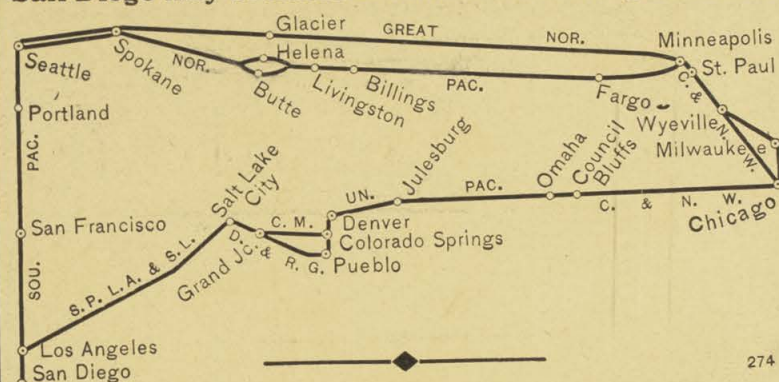 Glacier
GREAT
NOR.
Minneapolis
Seattle
Spokane
NOR.
Helena
Butte
Livingston
Billings
PAC.
Fargo
St. Paul
C. & N. W.
Portland
Wyeville
Milwaukee
PAC.
Salt Lake
City
UN.
Julesburg
PAC.
Omaha
Council
Bluffs
C. & N. W.
Chicago
San Francisco
C. M.
Denver
Colorado Springs
D. & R. G.
Grand Jc.
Pueblo
SOU.
S.P. L.A. & S.L.
Los Angeles
San Diego
274